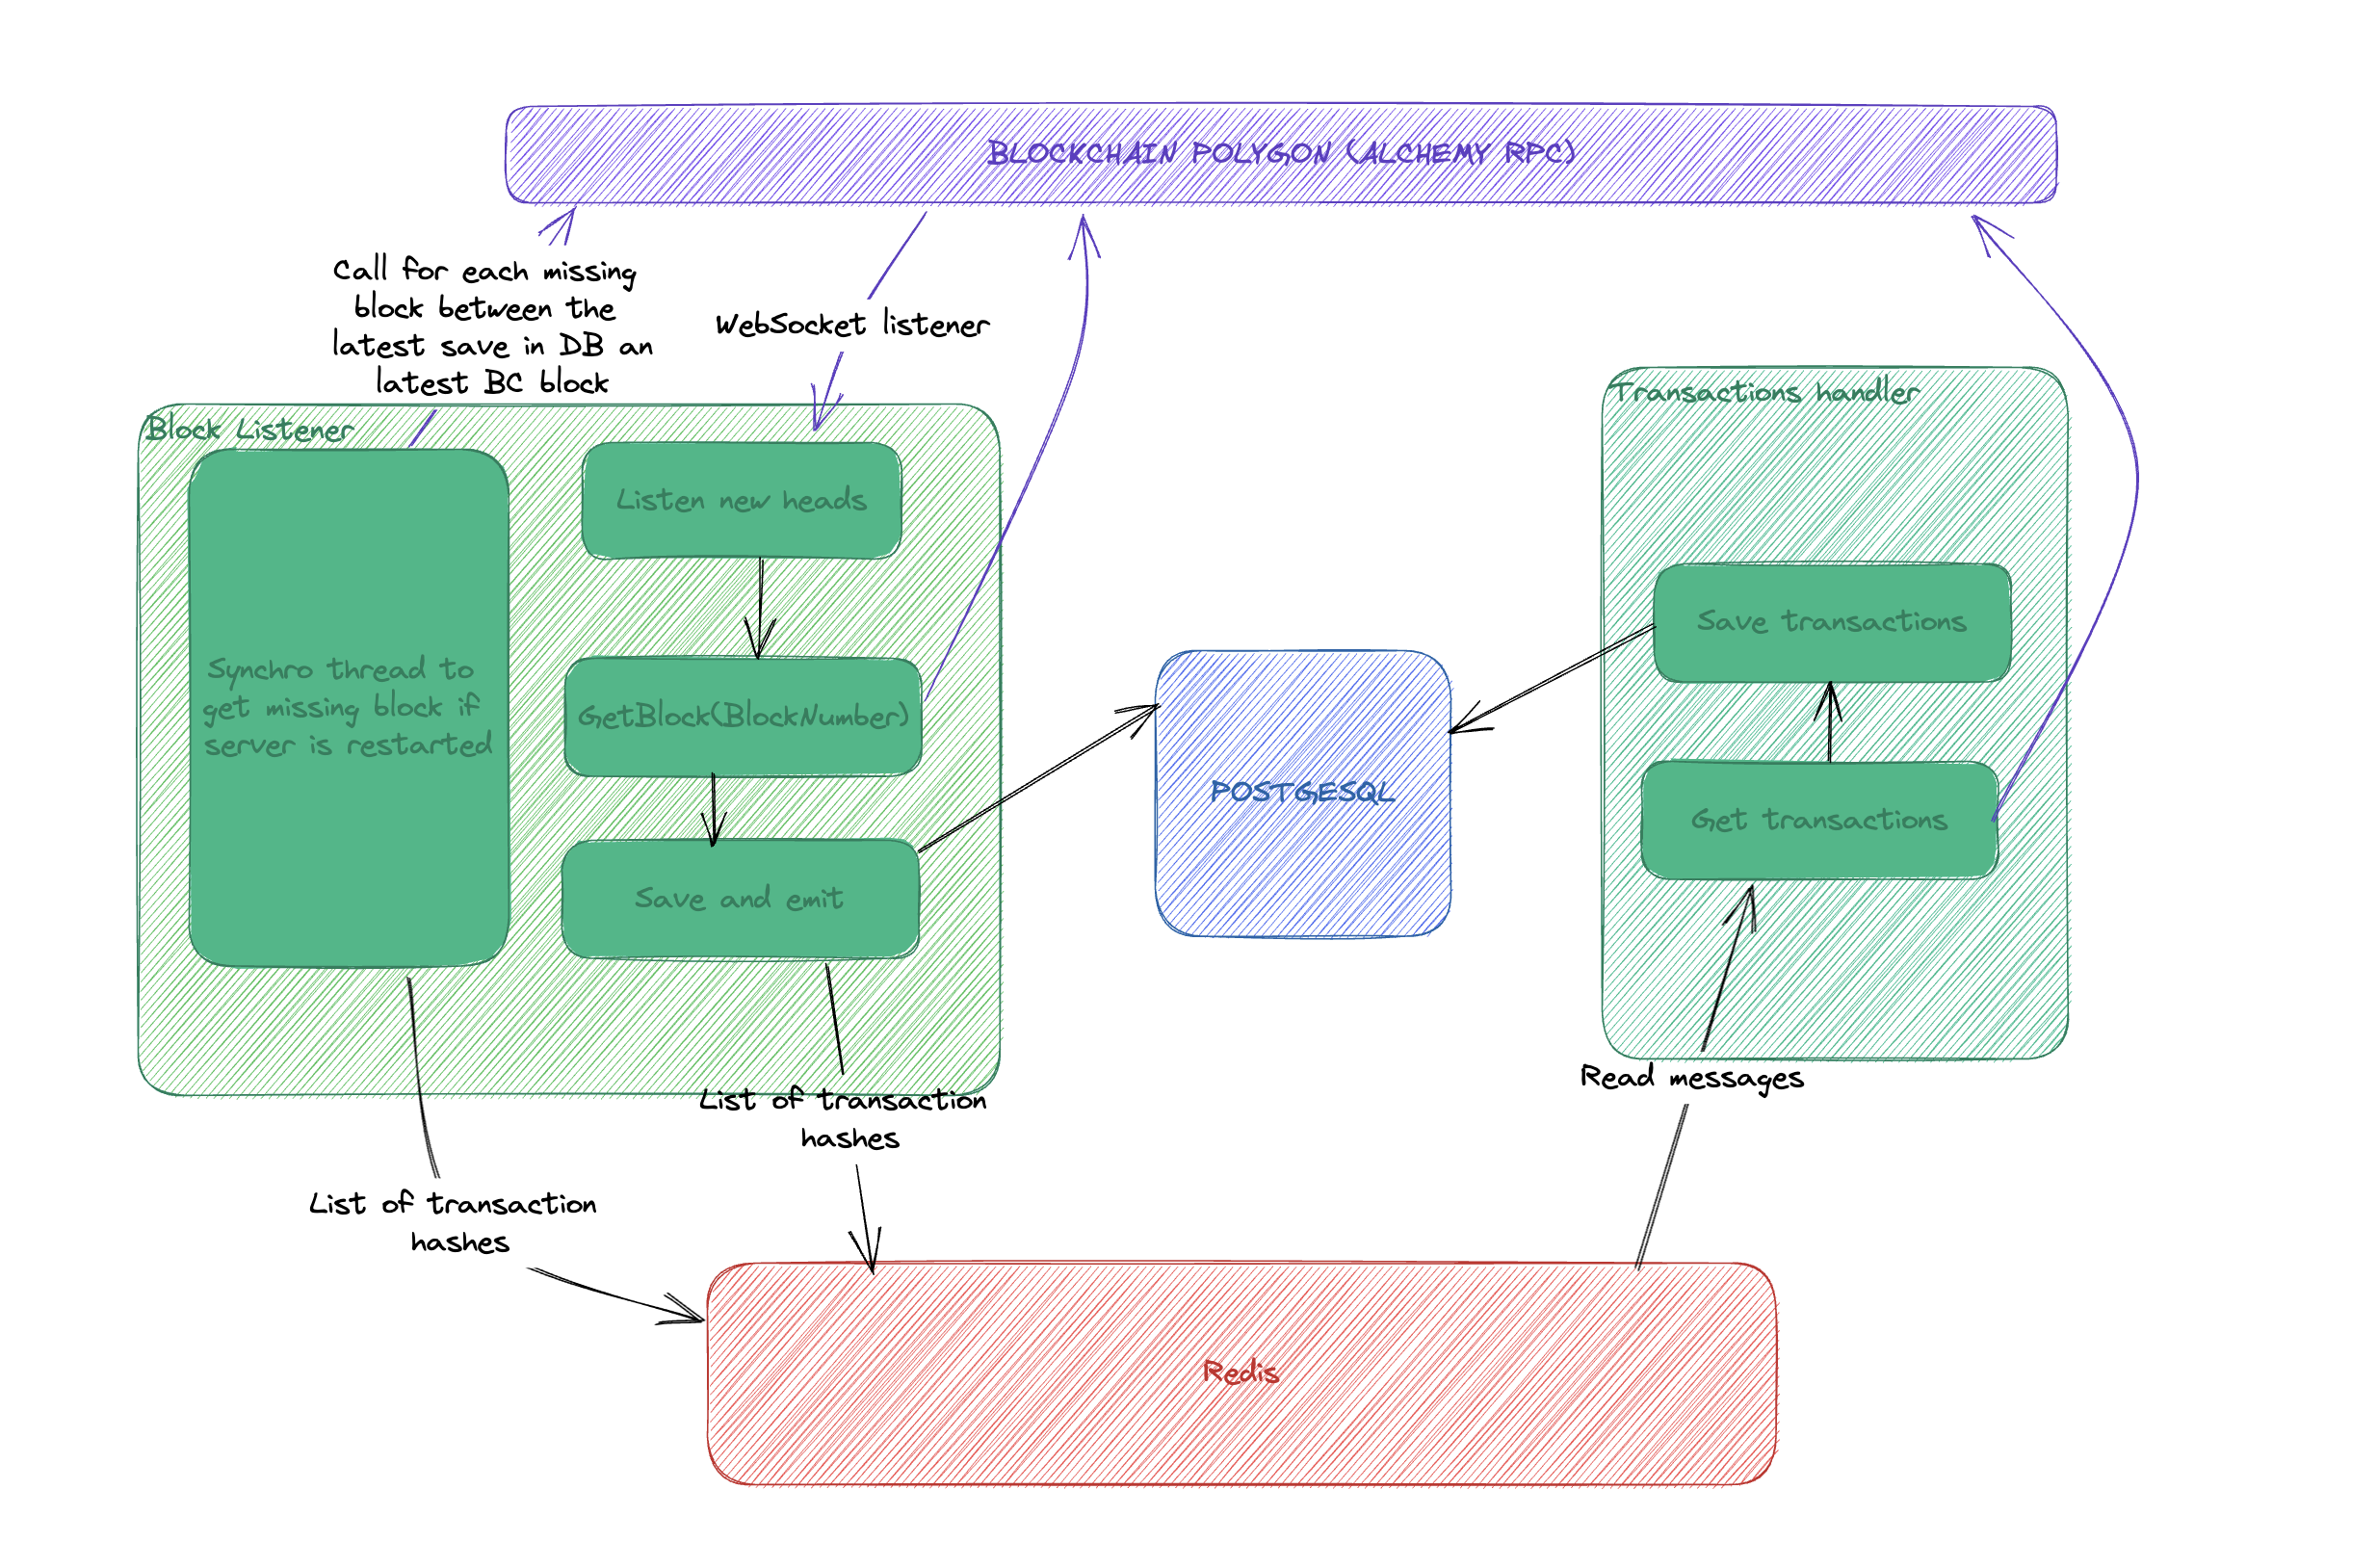 BLOCKCHAIN POLYGON (ALCHEMY RPC)
Call for each missing
block between the
latest save in DB an
latest BC block
WebSocket listener
Block Listener
Synchro thread to
get missing block if
server is restarted
Listen new heads
GetBlock(BlockNumber)
Save and emit
POSTGESQL
Transactions handler
Save transactions
Get transactions
Read messages
List of transaction
hashes
List of transaction
hashes
Redis